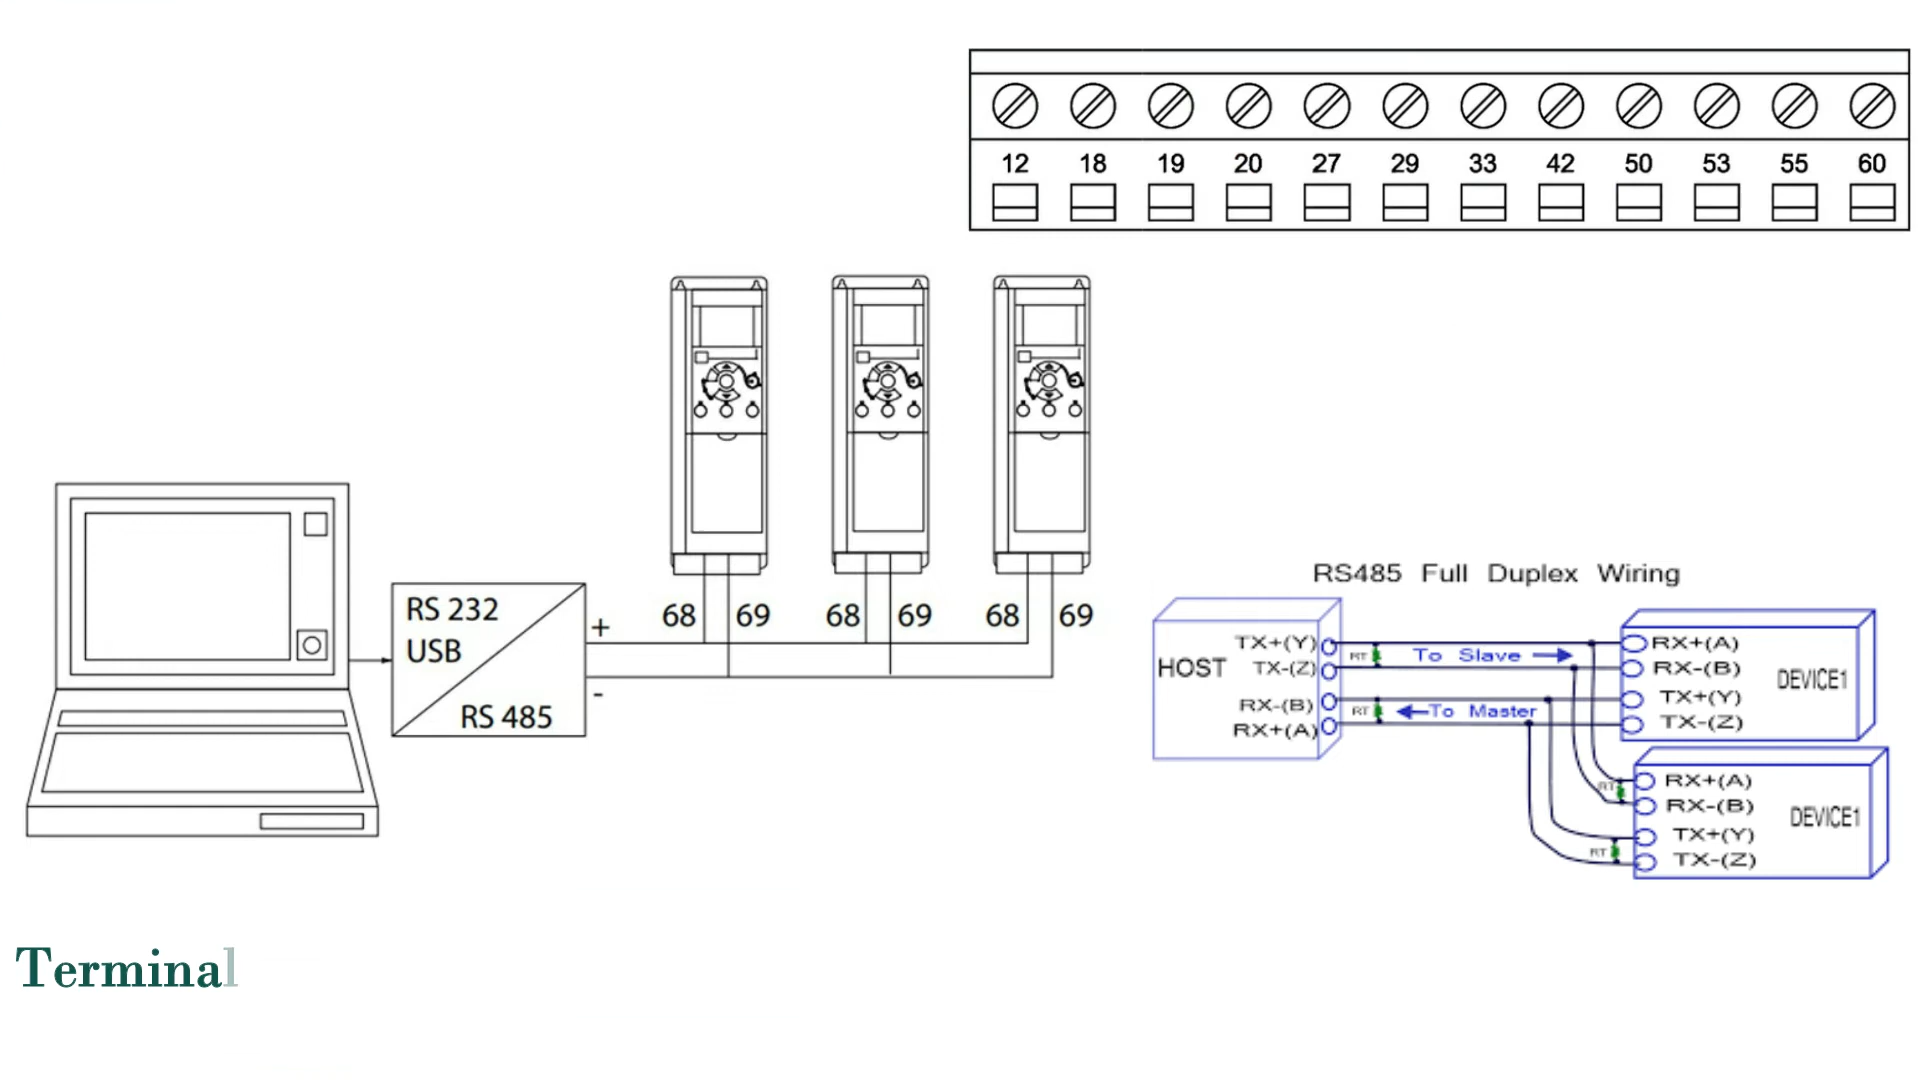 12 18 19 20 27 29 33 42 50 53 55 60
68 69 68 69 68 69
RS 232
USB
RS 485
+
-
RS485 Full Duplex Wiring
HOST
TX+(Y)
TX-(Z)
RX-(B)
RX+(A)
RT
To Slave
RT
To Master
RX+(A)
RX-(B)
TX+(Y)
TX-(Z)
DEVICE1
RT
RX+(A)
RX-(B)
TX+(Y)
TX-(Z)
RT
DEVICE1
Terminal